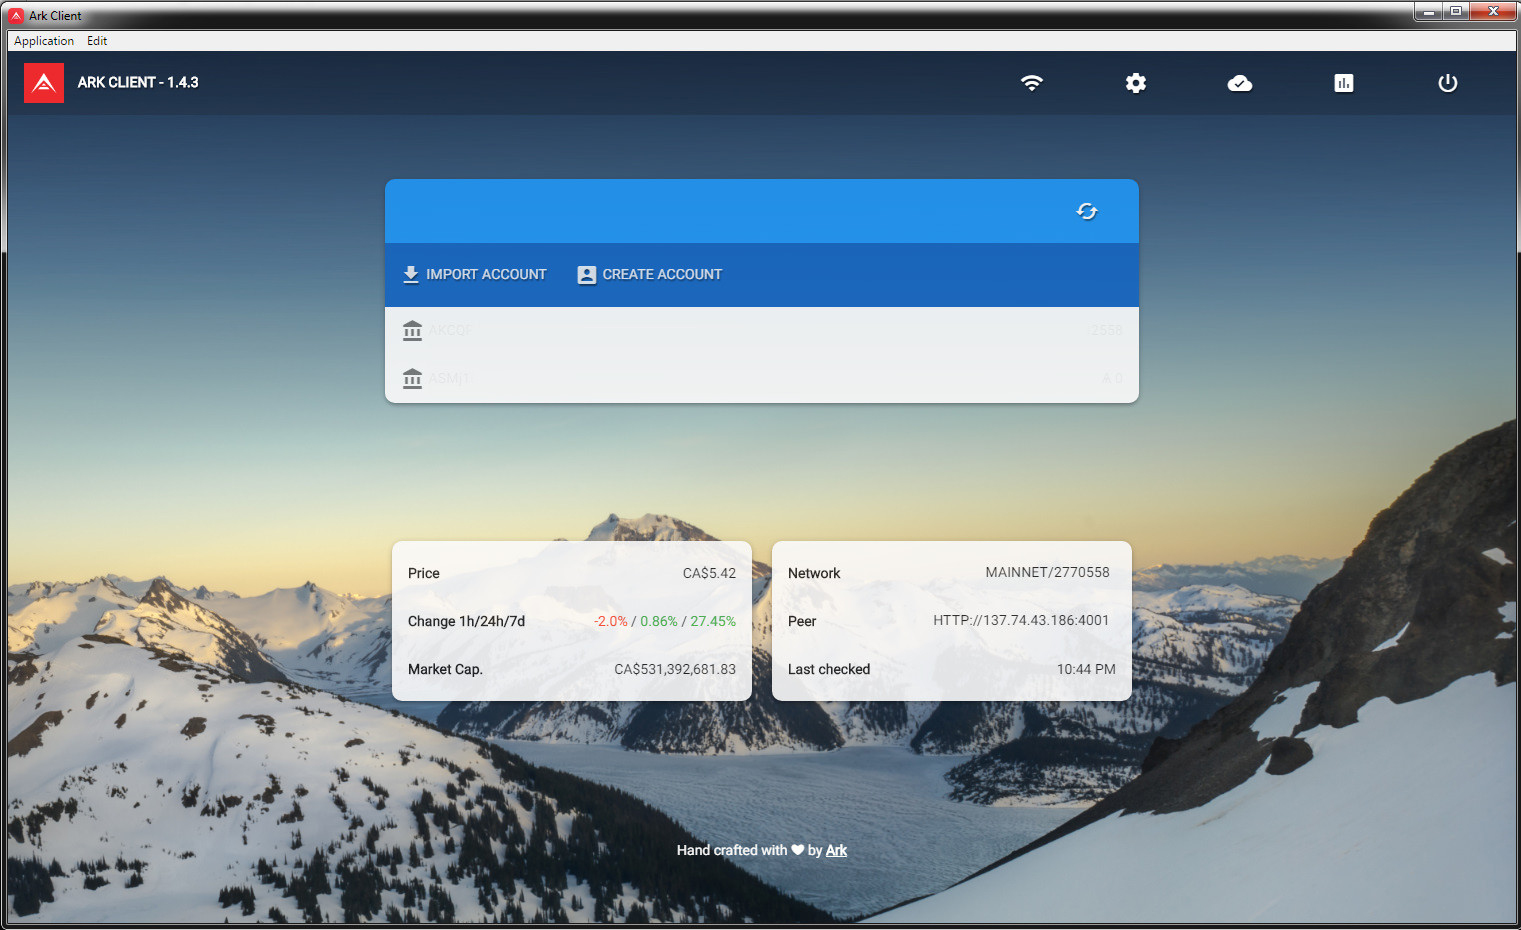 Ark Client
Application Edit
ARK CLIENT - 1.4.3
IMPORT ACCOUNT CREATE ACCOUNT
AKCQF 2558
ASMj1 0
Price CA$5.42
Change 1h/24h/7d -2.0% / 0.86% / 27.45%
Market Cap. CA$531,392,681.83
Network MAINNET/2770558
Peer HTTP://137.74.43.186:4001
Last checked 10:44 PM
Hand crafted with ♥ by Ark